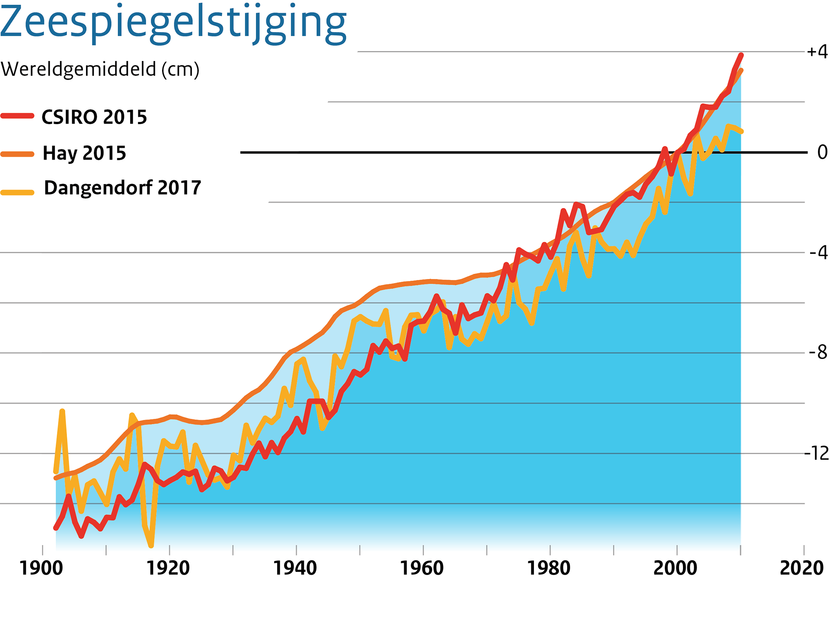 Zeespiegelstijging
Wereldgemiddeld (cm)
CSIRO 2015
Hay 2015
Dangendorf 2017
+4
0
-4
-8
-12
1900 1920 1940 1960 1980 2000 2020